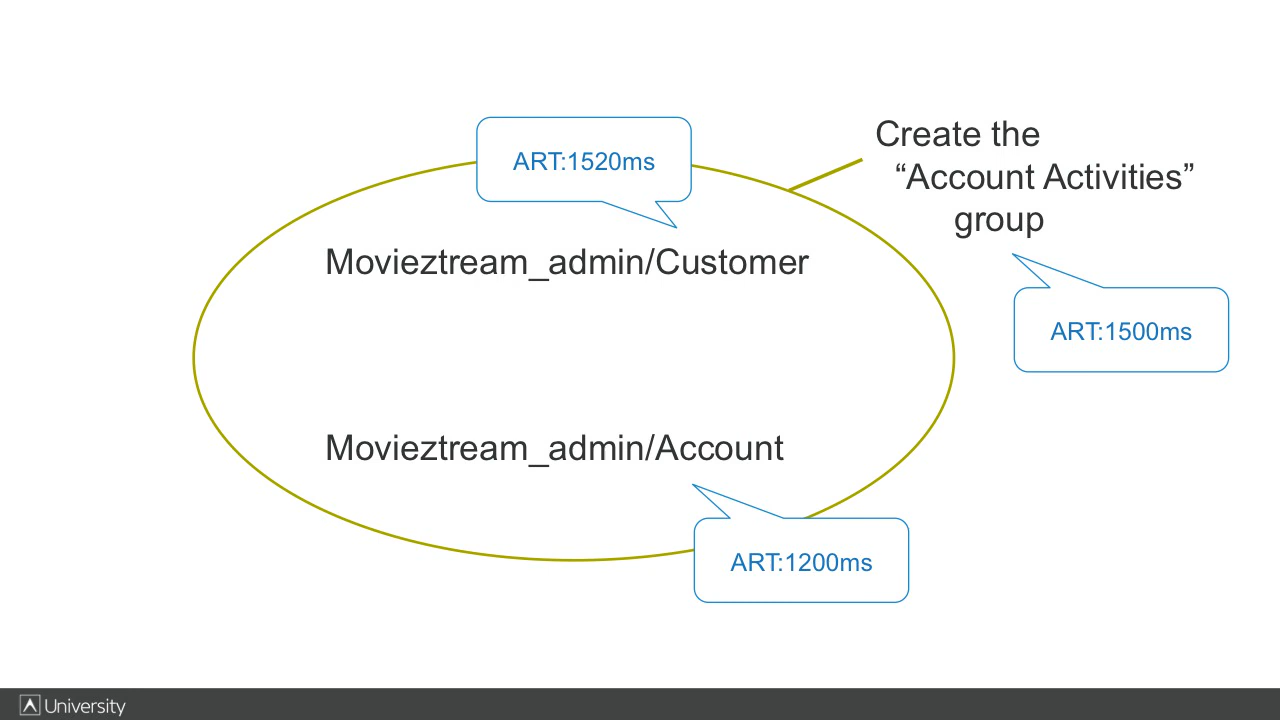 ART:1520ms
Create the
“Account Activities”
group
Movieztream_admin/Customer
ART:1500ms
Movieztream_admin/Account
ART:1200ms
University